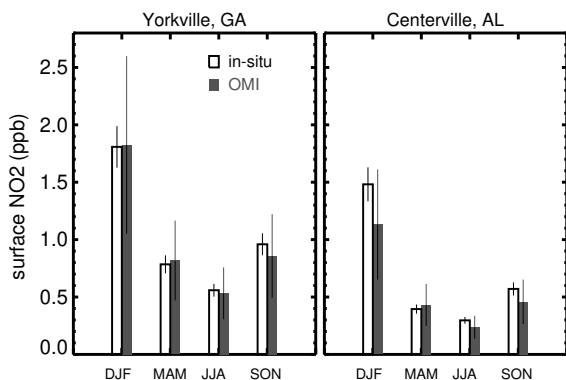 Yorkville, GA
Centerville, AL
surface NO2 (ppb)
2.5
2.0
1.5
1.0
0.5
0.0
in-situ
OMI
DJF MAM JJA SON
DJF MAM JJA SON